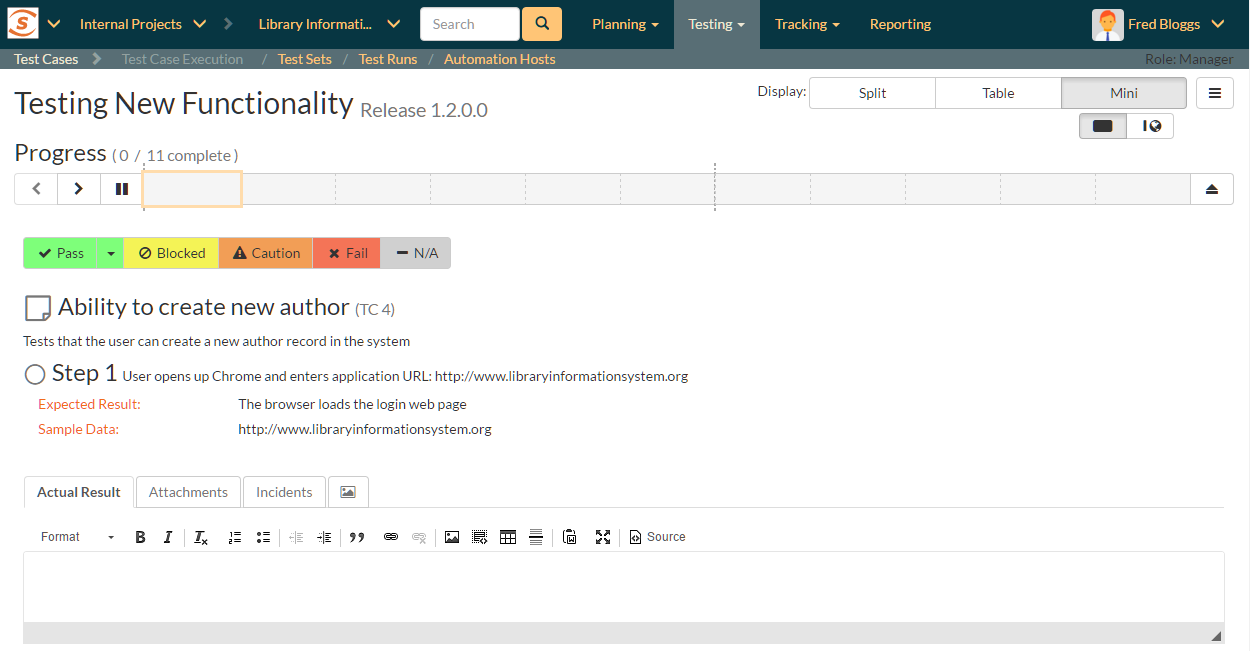 Internal Projects Library Informati... Search Planning Testing Tracking Reporting Fred Bloggs
Test Cases Test Case Execution / Test Sets / Test Runs / Automation Hosts Role: Manager
Testing New Functionality Release 1.2.0.0 Display: Split Table Mini
Progress ( 0 / 11 complete )
Pass Blocked Caution Fail N/A
Ability to create new author (TC 4)
Tests that the user can create a new author record in the system
Step 1 User opens up Chrome and enters application URL: http://www.libraryinformationsystem.org
Expected Result: The browser loads the login web page
Sample Data: http://www.libraryinformationsystem.org
Actual Result Attachments Incidents
Format B I Source